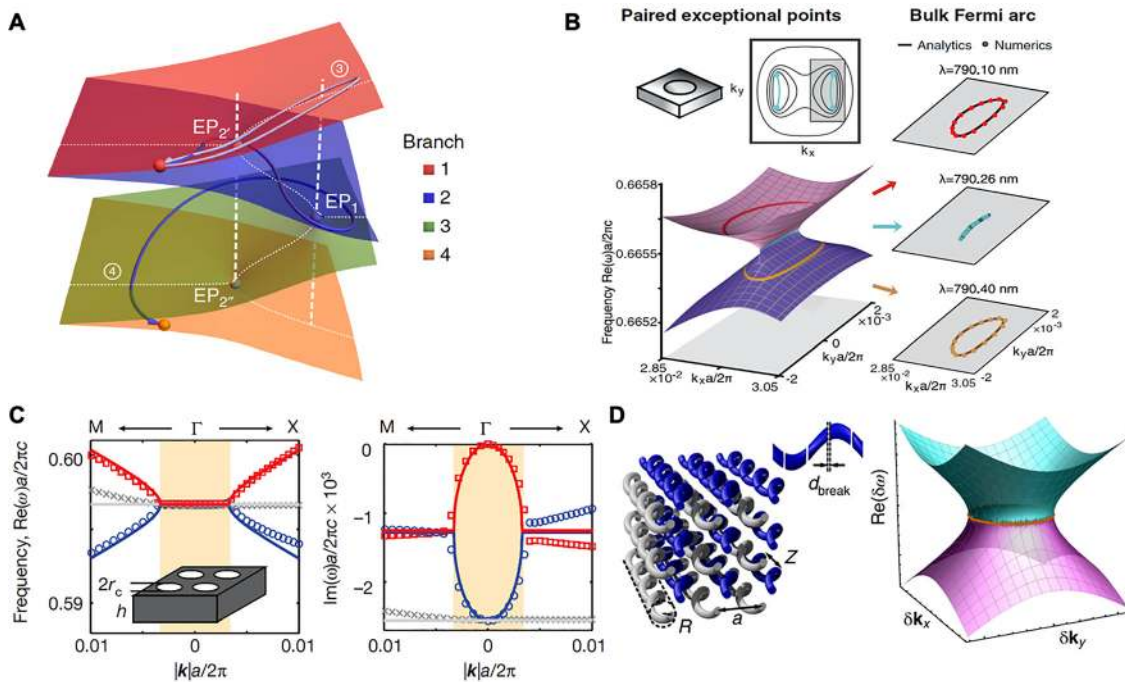 A
③
EP2′
EP1
④
EP2″
Branch
1
2
3
4
B
Paired exceptional points
Bulk Fermi arc
Analytics
Numerics
ky
kx
λ=790.10 nm
λ=790.26 nm
λ=790.40 nm
Frequency Re(ω)a/2πc
0.6658
0.6655
0.6652
2.85
×10⁻²
kxa/2π
3.05
-2
0
2
×10⁻³
kya/2π
2.85
×10⁻²
kxa/2π
3.05
-2
2
×10⁻³
kya/2π
C
M ← Γ → X
Frequency, Re(ω)a/2πc
0.60
0.59
2rc
h
0.01 0 0.01
|k|a/2π
M ← Γ → X
Im(ω)a/2πc × 10³
0
−1
−2
0.01 0 0.01
|k|a/2π
D
dbreak
Z
R
a
Re(δω)
δkx
δky